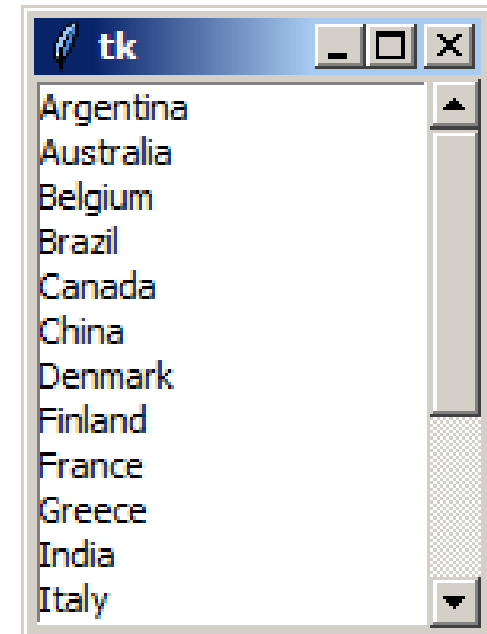 tk
Argentina
Australia
Belgium
Brazil
Canada
China
Denmark
Finland
France
Greece
India
Italy